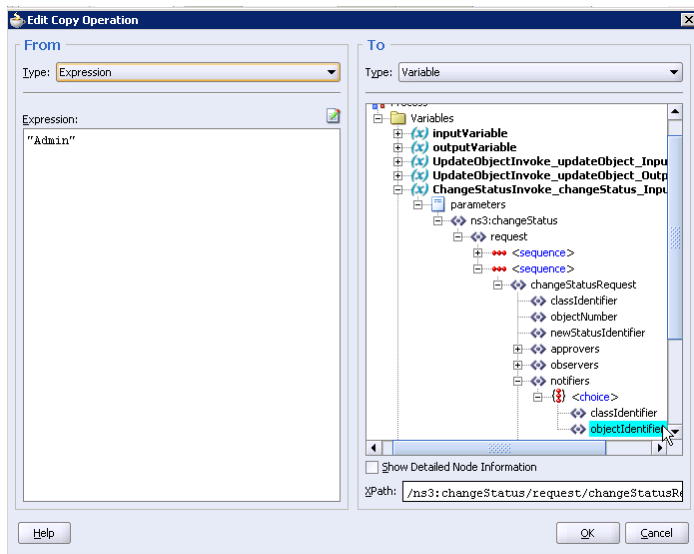 Edit Copy Operation
From
Type: Expression
Expression:
"Admin"
To
Type: Variable
Process
Variables
inputVariable
outputVariable
UpdateObjectInvoke_updateObject_Inpu
UpdateObjectInvoke_updateObject_Outp
ChangeStatusInvoke_changeStatus_Inpu
parameters
ns3:changeStatus
request
<sequence>
<sequence>
changeStatusRequest
classIdentifier
objectNumber
newStatusIdentifier
approvers
observers
notifiers
<choice>
classIdentifier
objectIdentifier
Show Detailed Node Information
XPath: /ns3:changeStatus/request/changeStatusRe
Help
OK
Cancel